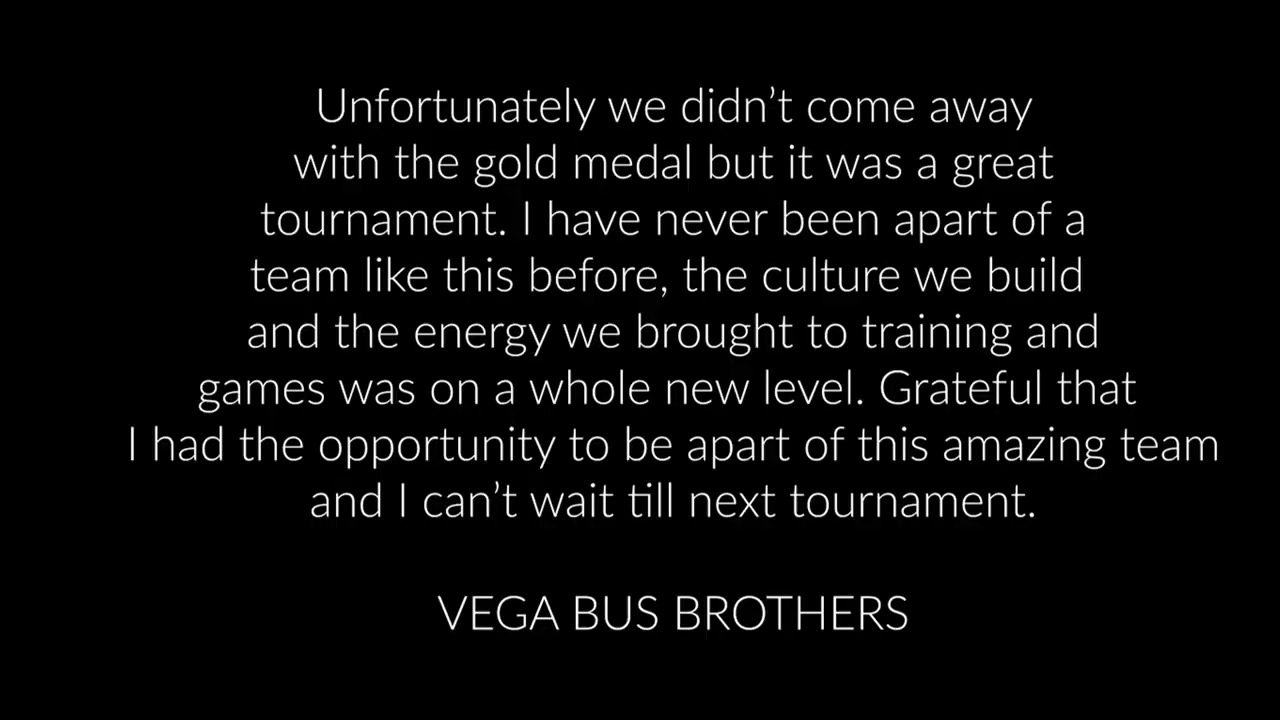 Unfortunately we didn’t come away
with the gold medal but it was a great
tournament. I have never been apart of a
team like this before, the culture we build
and the energy we brought to training and
games was on a whole new level. Grateful that
I had the opportunity to be apart of this amazing team
and I can’t wait till next tournament.
VEGA BUS BROTHERS